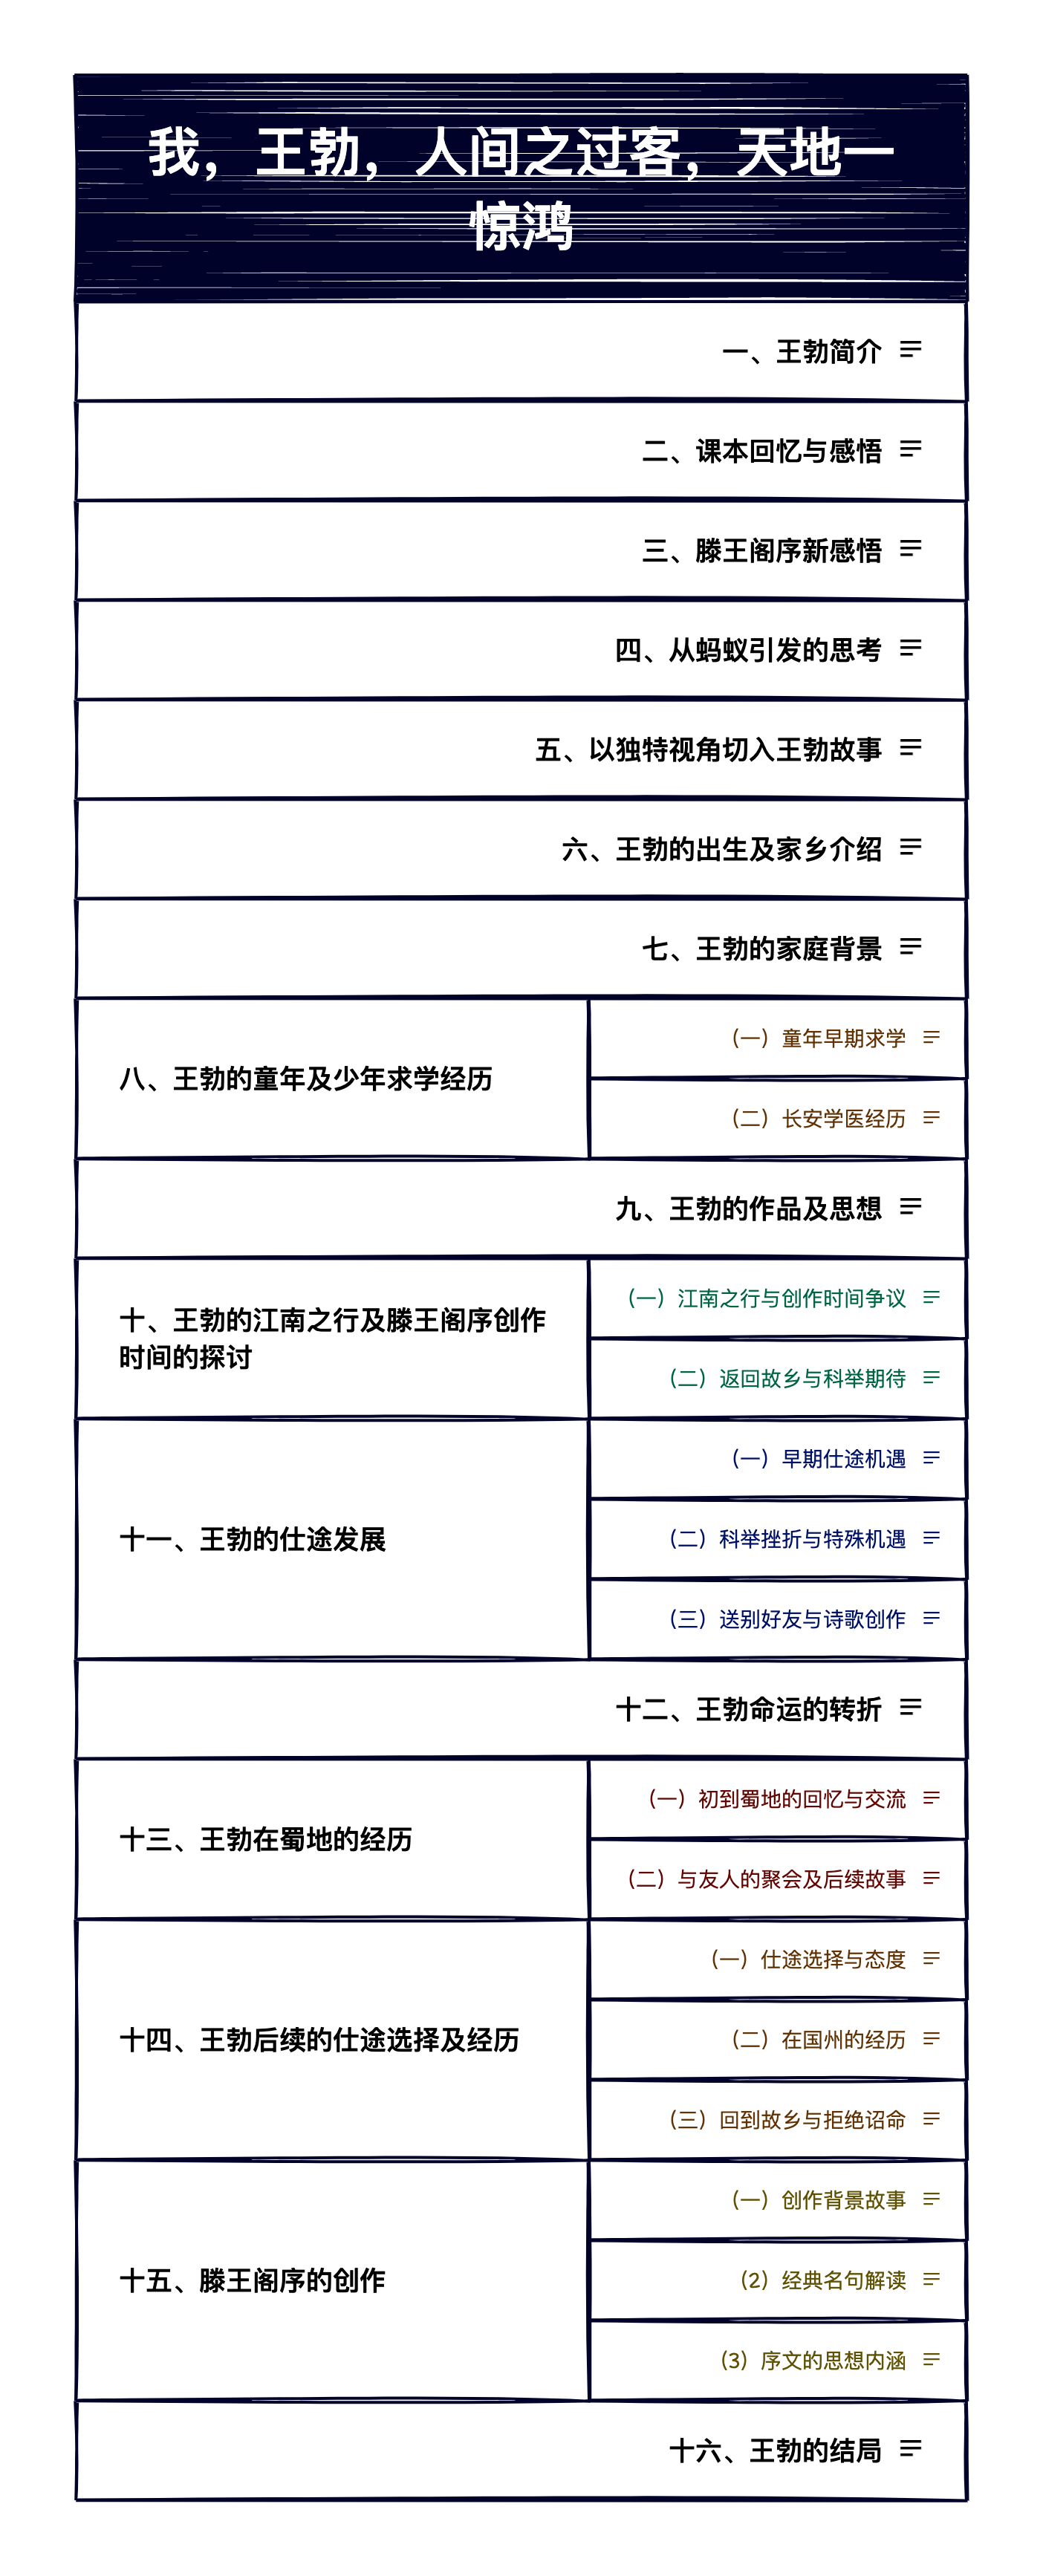 我，王勃，人间之过客，天地一
惊鸿
一、王勃简介
二、课本回忆与感悟
三、滕王阁序新感悟
四、从蚂蚁引发的思考
五、以独特视角切入王勃故事
六、王勃的出生及家乡介绍
七、王勃的家庭背景
八、王勃的童年及少年求学经历
（一）童年早期求学
（二）长安学医经历
九、王勃的作品及思想
十、王勃的江南之行及滕王阁序创作
时间的探讨
（一）江南之行与创作时间争议
（二）返回故乡与科举期待
十一、王勃的仕途发展
（一）早期仕途机遇
（二）科举挫折与特殊机遇
（三）送别好友与诗歌创作
十二、王勃命运的转折
十三、王勃在蜀地的经历
（一）初到蜀地的回忆与交流
（二）与友人的聚会及后续故事
十四、王勃后续的仕途选择及经历
（一）仕途选择与态度
（二）在国州的经历
（三）回到故乡与拒绝诏命
十五、滕王阁序的创作
（一）创作背景故事
（2）经典名句解读
（3）序文的思想内涵
十六、王勃的结局